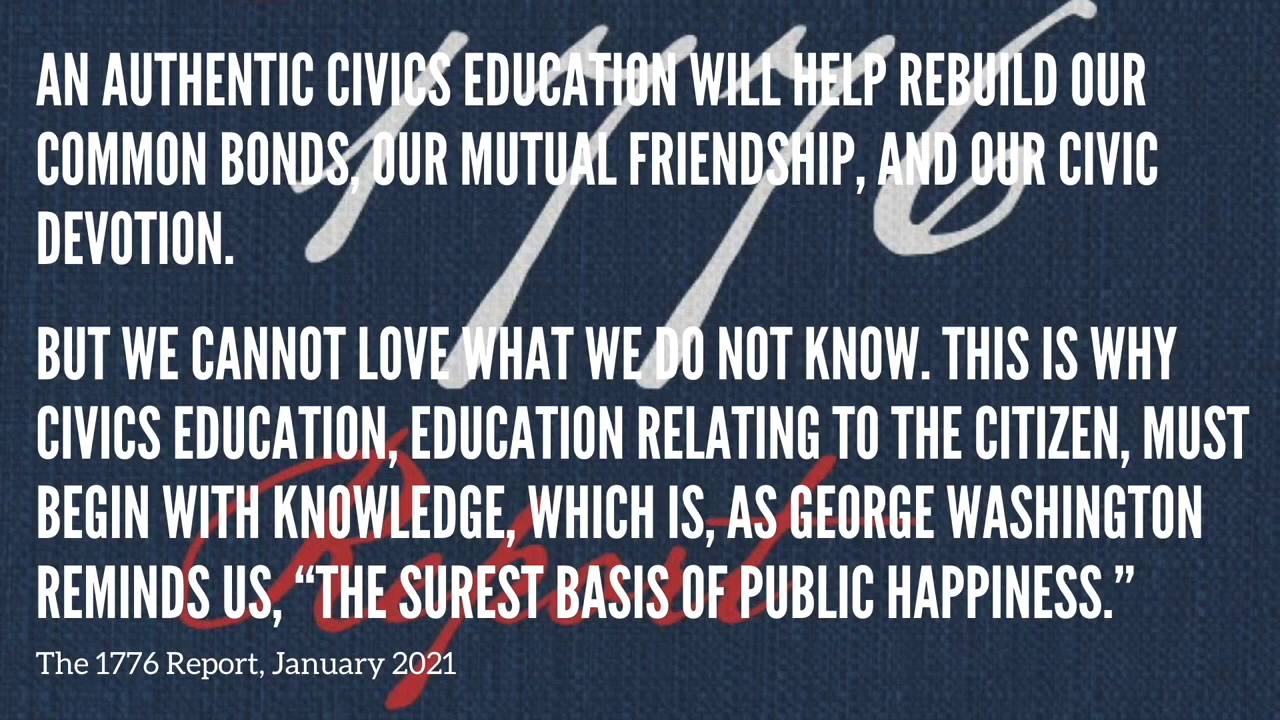 1776
AN AUTHENTIC CIVICS EDUCATION WILL HELP REBUILD OUR
COMMON BONDS, OUR MUTUAL FRIENDSHIP, AND OUR CIVIC
DEVOTION.
BUT WE CANNOT LOVE WHAT WE DO NOT KNOW. THIS IS WHY
CIVICS EDUCATION, EDUCATION RELATING TO THE CITIZEN, MUST
BEGIN WITH KNOWLEDGE, WHICH IS, AS GEORGE WASHINGTON
REMINDS US, “THE SUREST BASIS OF PUBLIC HAPPINESS.”
Report
The 1776 Report, January 2021